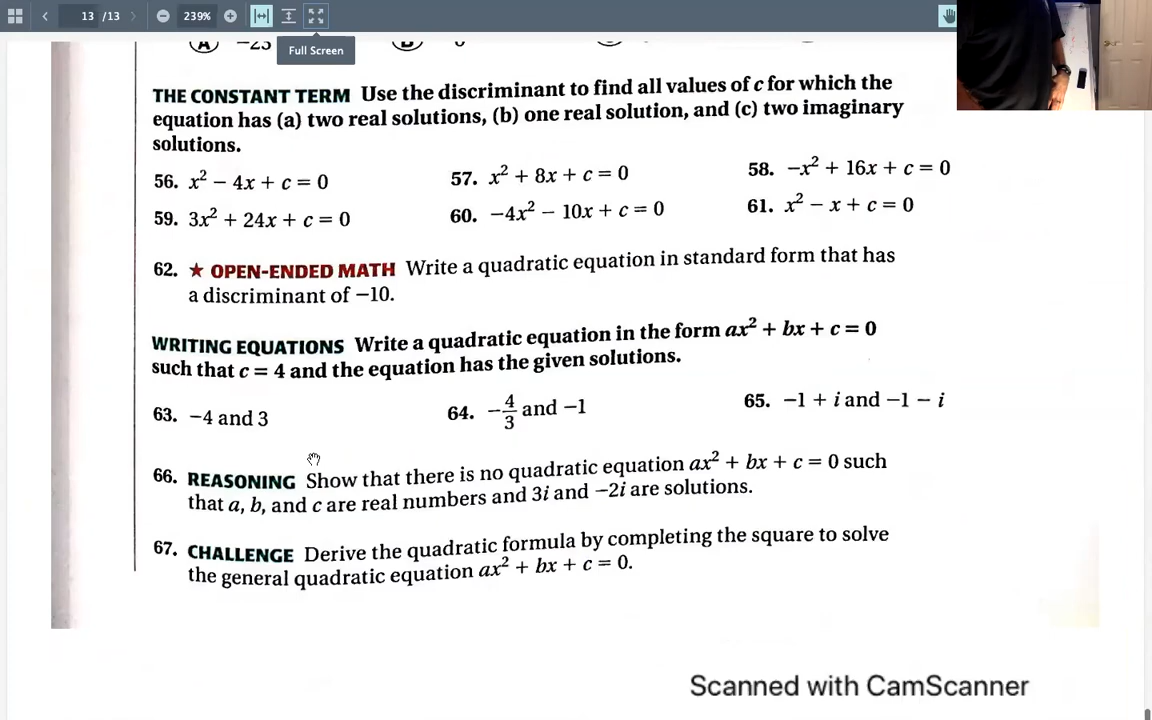 13 /13
239%
Full Screen
-25
THE CONSTANT TERM Use the discriminant to find all values of c for which the
equation has (a) two real solutions, (b) one real solution, and (c) two imaginary
solutions.
56. x² − 4x + c = 0
57. x² + 8x + c = 0
58. −x² + 16x + c = 0
59. 3x² + 24x + c = 0
60. −4x² − 10x + c = 0
61. x² − x + c = 0
62. ★ OPEN-ENDED MATH Write a quadratic equation in standard form that has
a discriminant of −10.
WRITING EQUATIONS Write a quadratic equation in the form ax² + bx + c = 0
such that c = 4 and the equation has the given solutions.
63. −4 and 3
64. −4/3 and −1
65. −1 + i and −1 − i
66. REASONING Show that there is no quadratic equation ax² + bx + c = 0 such
that a, b, and c are real numbers and 3i and −2i are solutions.
67. CHALLENGE Derive the quadratic formula by completing the square to solve
the general quadratic equation ax² + bx + c = 0.
Scanned with CamScanner